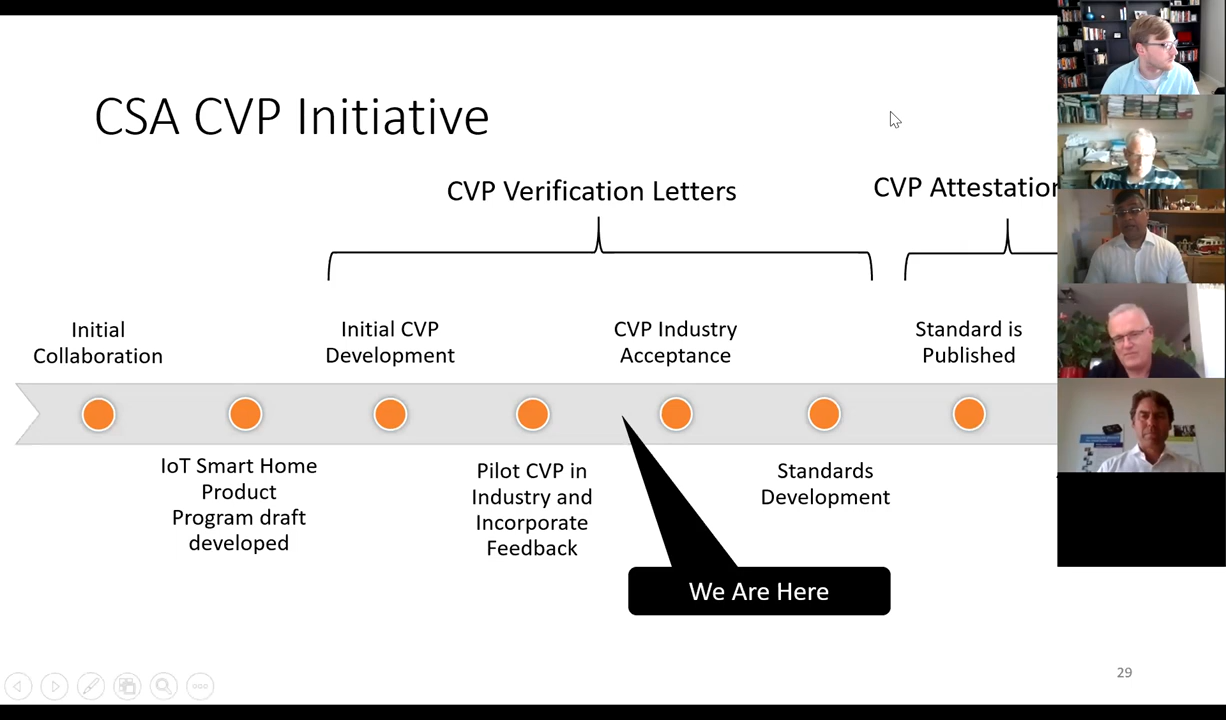 CSA CVP Initiative
CVP Verification Letters
CVP Attestation
Initial
Collaboration
Initial CVP
Development
CVP Industry
Acceptance
Standard is
Published
IoT Smart Home
Product
Program draft
developed
Pilot CVP in
Industry and
Incorporate
Feedback
Standards
Development
We Are Here
29